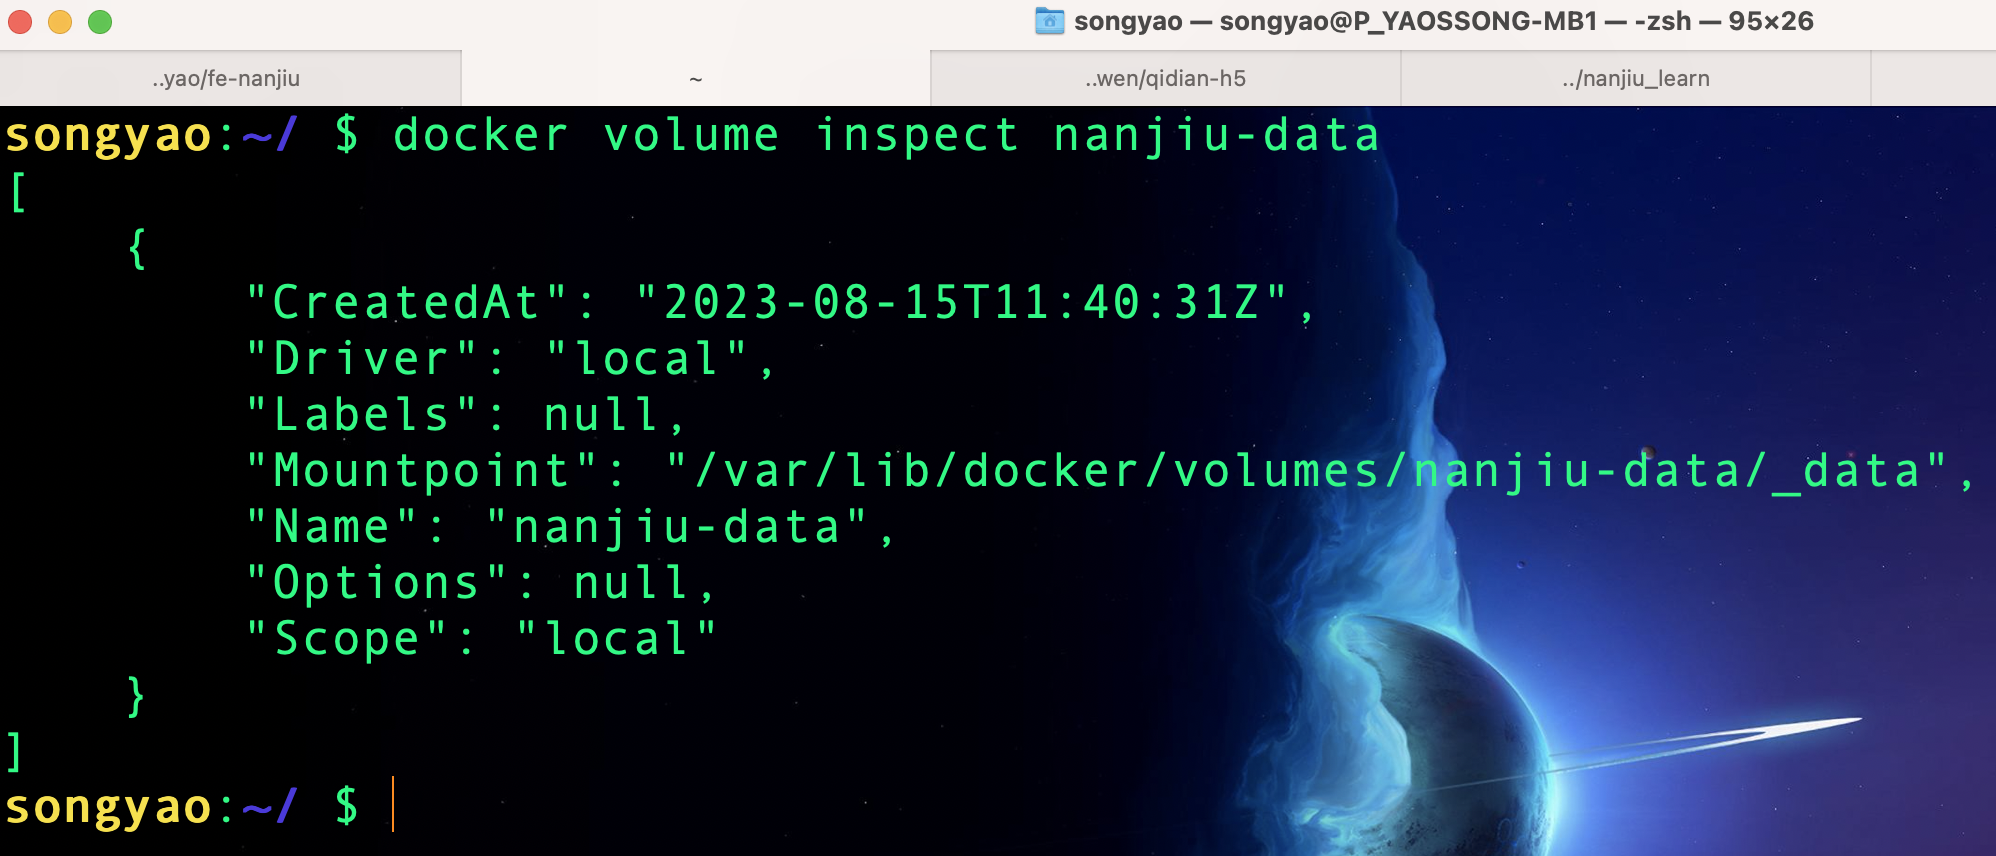 songyao — songyao@P_YAOSSONG-MB1 — -zsh — 95×26
..yao/fe-nanjiu
~
..wen/qidian-h5
../nanjiu_learn
songyao:~/ $ docker volume inspect nanjiu-data
[
    {
        "CreatedAt": "2023-08-15T11:40:31Z",
        "Driver": "local",
        "Labels": null,
        "Mountpoint": "/var/lib/docker/volumes/nanjiu-data/_data",
        "Name": "nanjiu-data",
        "Options": null,
        "Scope": "local"
    }
]
songyao:~/ $